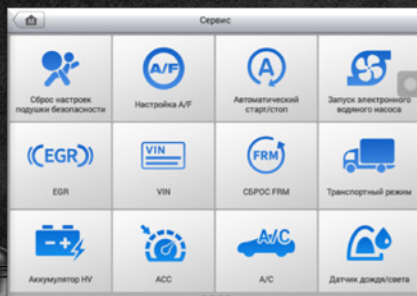 Сервис
Сброс настроек
подушки безопасности
A/F
Настройка A/F
A
Автоматический
старт/стоп
Запуск электронного
водяного насоса
((EGR))
EGR
VIN
VIN
FRM
СБРОС FRM
Транспортный режим
Аккумулятор HV
ACC
A/C
A/C
Датчик дождя/света